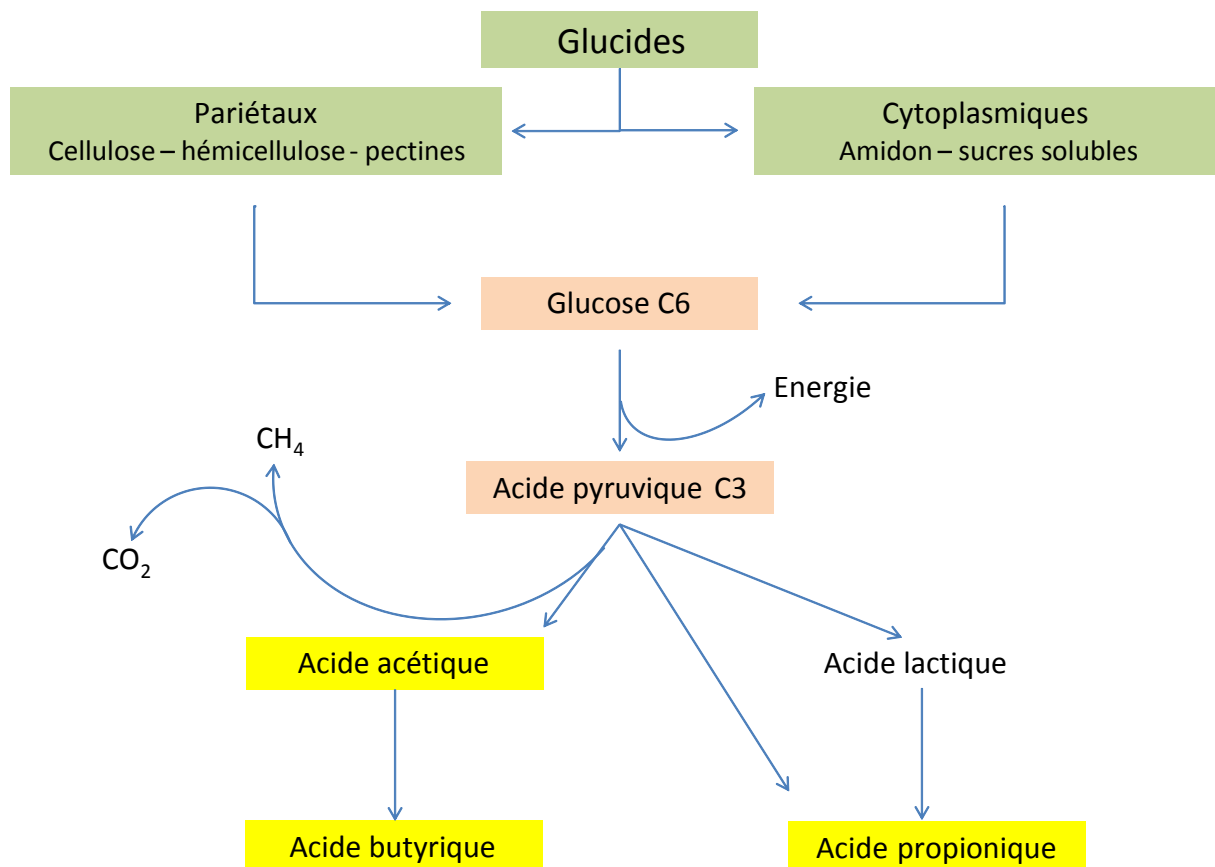 Glucides
Pariétaux
Cellulose – hémicellulose - pectines
Cytoplasmiques
Amidon – sucres solubles
Glucose C6
Energie
CH4
Acide pyruvique C3
CO2
Acide acétique
Acide lactique
Acide butyrique
Acide propionique